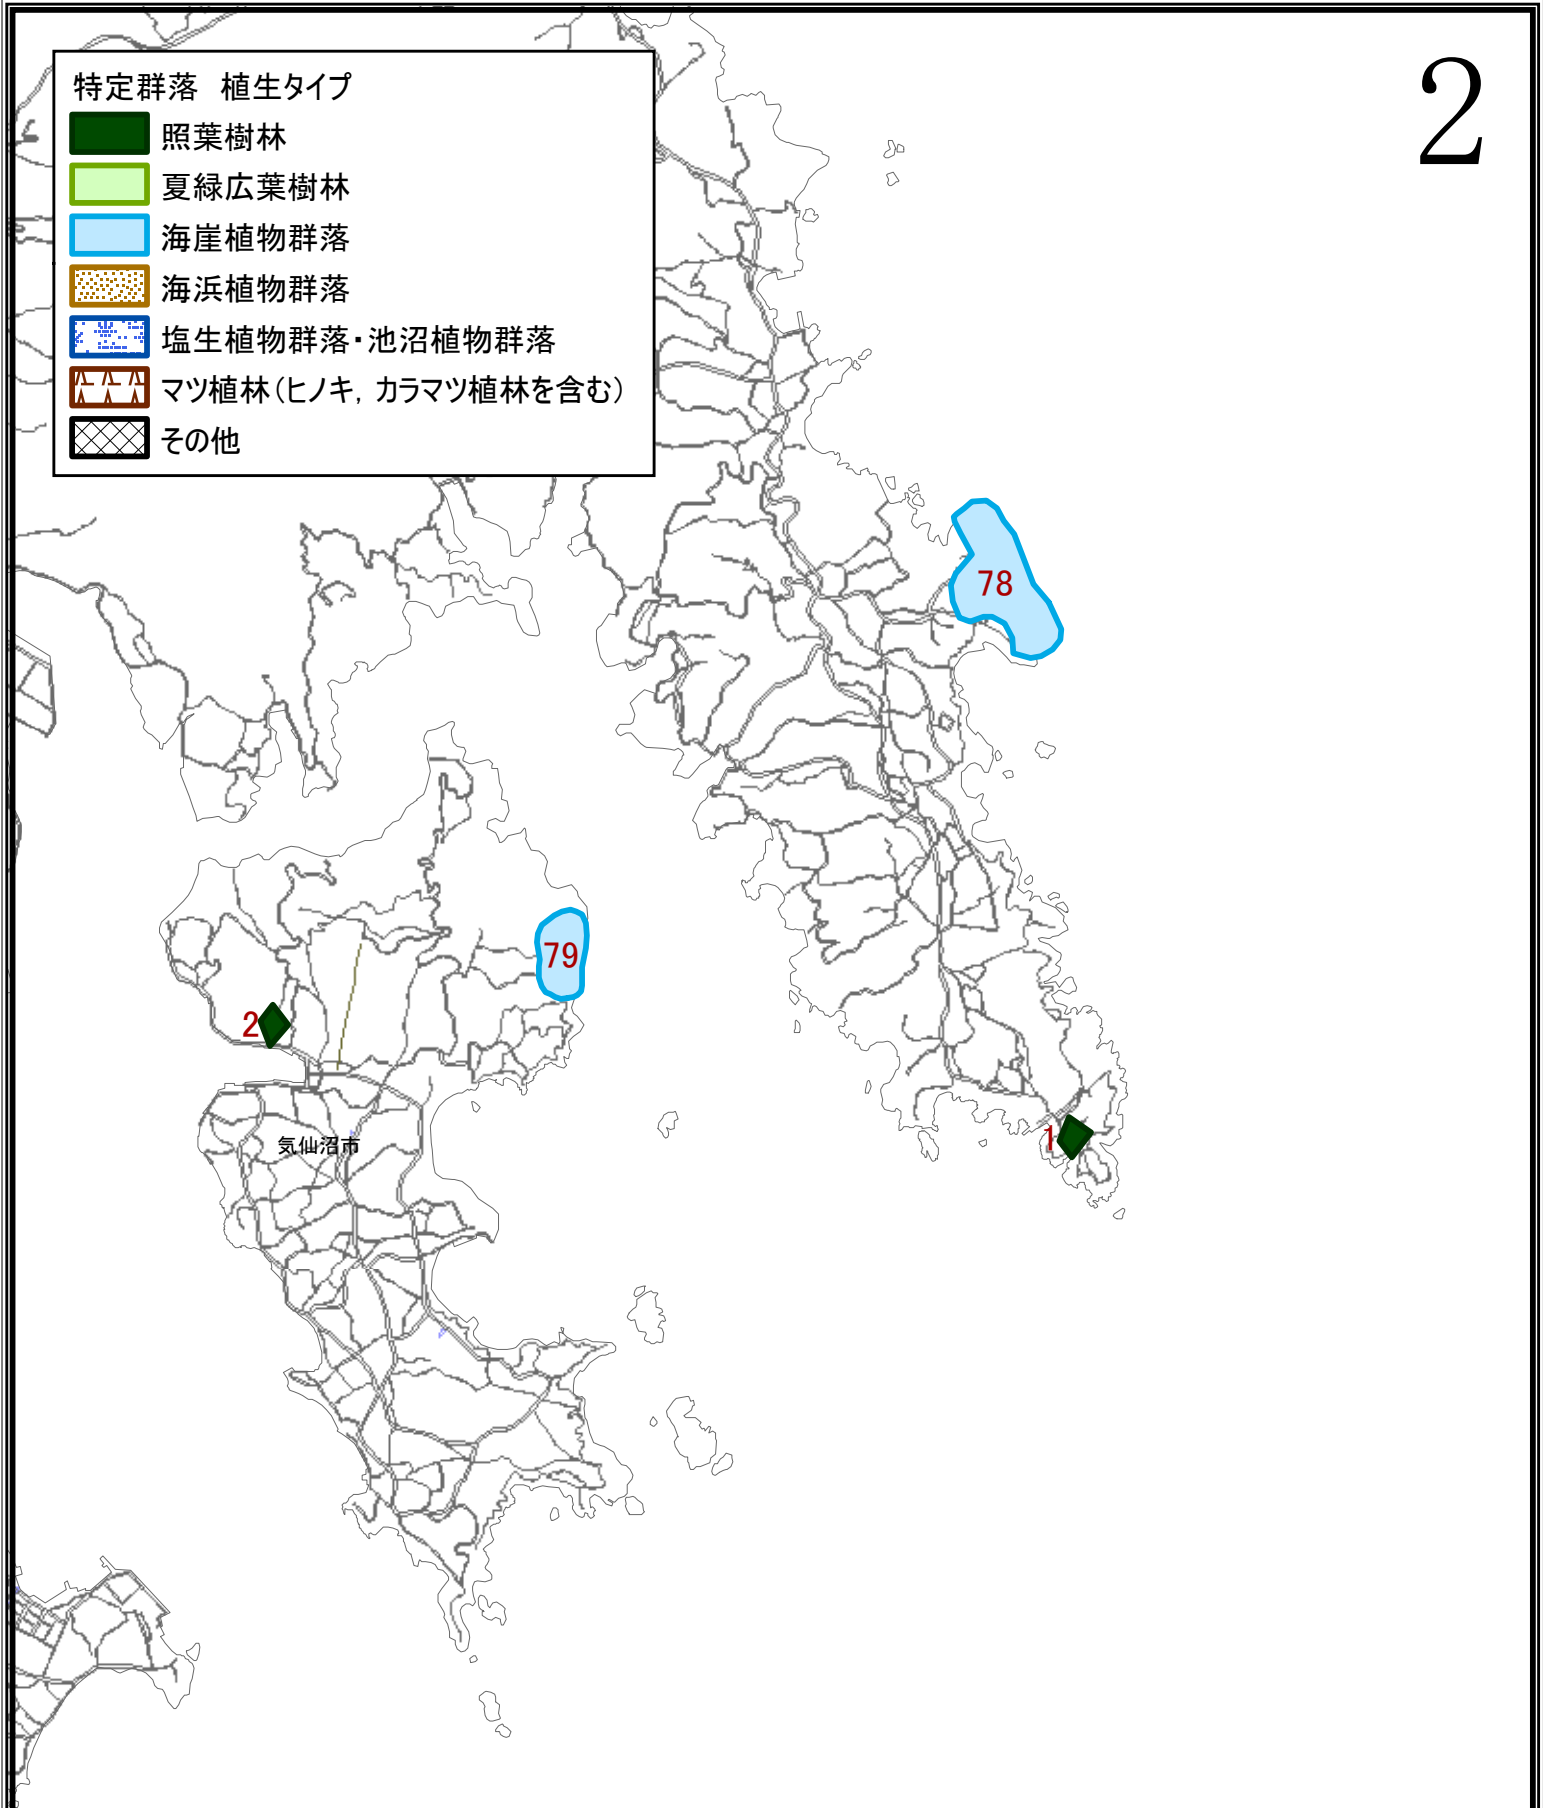 2
特定群落　植生タイプ
照葉樹林
夏緑広葉樹林
海崖植物群落
海浜植物群落
塩生植物群落・池沼植物群落
マツ植林（ヒノキ，カラマツ植林を含む）
その他
78
79
2
1
気仙沼市